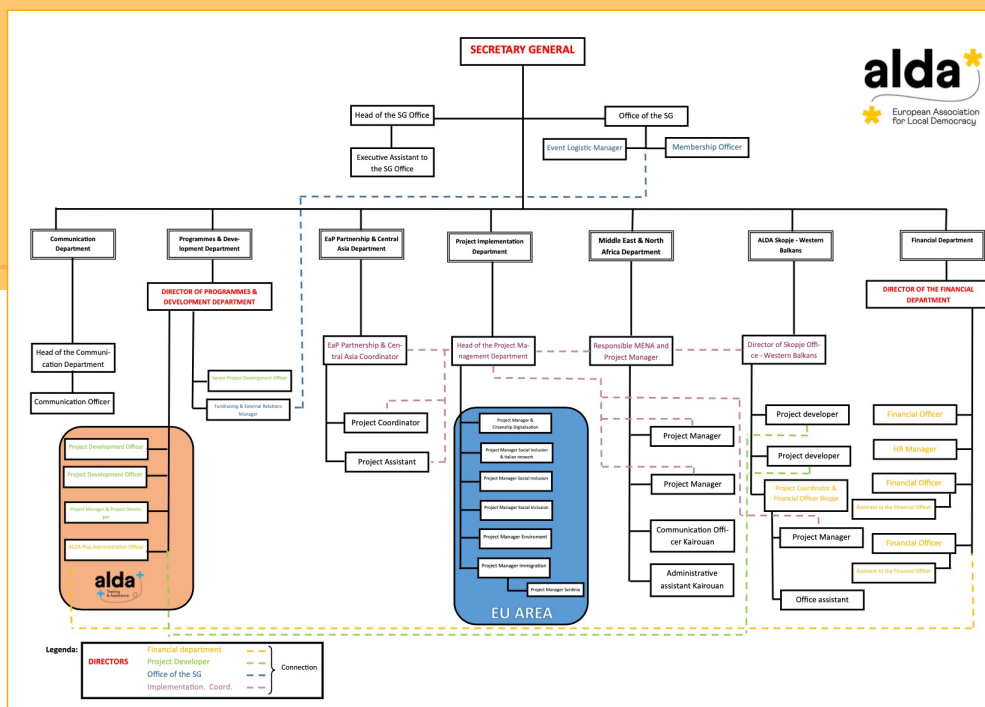 SECRETARY GENERAL
alda
European Association
for Local Democracy
Head of the SG Office
Office of the SG
Executive Assistant to
the SG Office
Event Logistic Manager
Membership Officer
Communication
Department
Programmes & Deve-
lopment Department
EaP Partnership & Central
Asia Department
Project Implementation
Department
Middle East & North
Africa Department
ALDA Skopje - Western
Balkans
Financial Department
DIRECTOR OF PROGRAMMES &
DEVELOPMENT DEPARTMENT
DIRECTOR OF THE FINANCIAL
DEPARTMENT
Head of the Communi-
cation Department
Communication Officer
Senior Project Development Officer
Fundraising & External Relations
Manager
EaP Partnership & Cen-
tral Asia Coordinator
Head of the Project Ma-
nagement Department
Responsible MENA and
Project Manager
Director of Skopje Offi-
ce - Western Balkans
Project Coordinator
Project Assistant
Project Development Officer
Project Development Officer
Project Manager & Project Develo-
per
ALDA Plus Administration Officer
alda
Training
& Assistance
Project Manager &
Citizenship Digitalisation
Project Manager Social Inclusion
& Italian network
Project Manager Social Inclusion
Project Manager Social Inclusion
Project Manager Enviroment
Project Manager Immigration
Project Manager Sardinia
EU AREA
Project Manager
Project Manager
Communication Offi-
cer Kairouan
Administrative
assistant Kairouan
Project developer
Project developer
Project Coordinator &
Financial Officer Skopje
Project Manager
Office assistant
Financial Officer
HR Manager
Financial Officer
Assistant to the Financial Officer
Financial Officer
Assistant to the Financial Officer
Legenda:
DIRECTORS
Financial department
Project Developer
Office of the SG
Implementation. Coord.
Connection